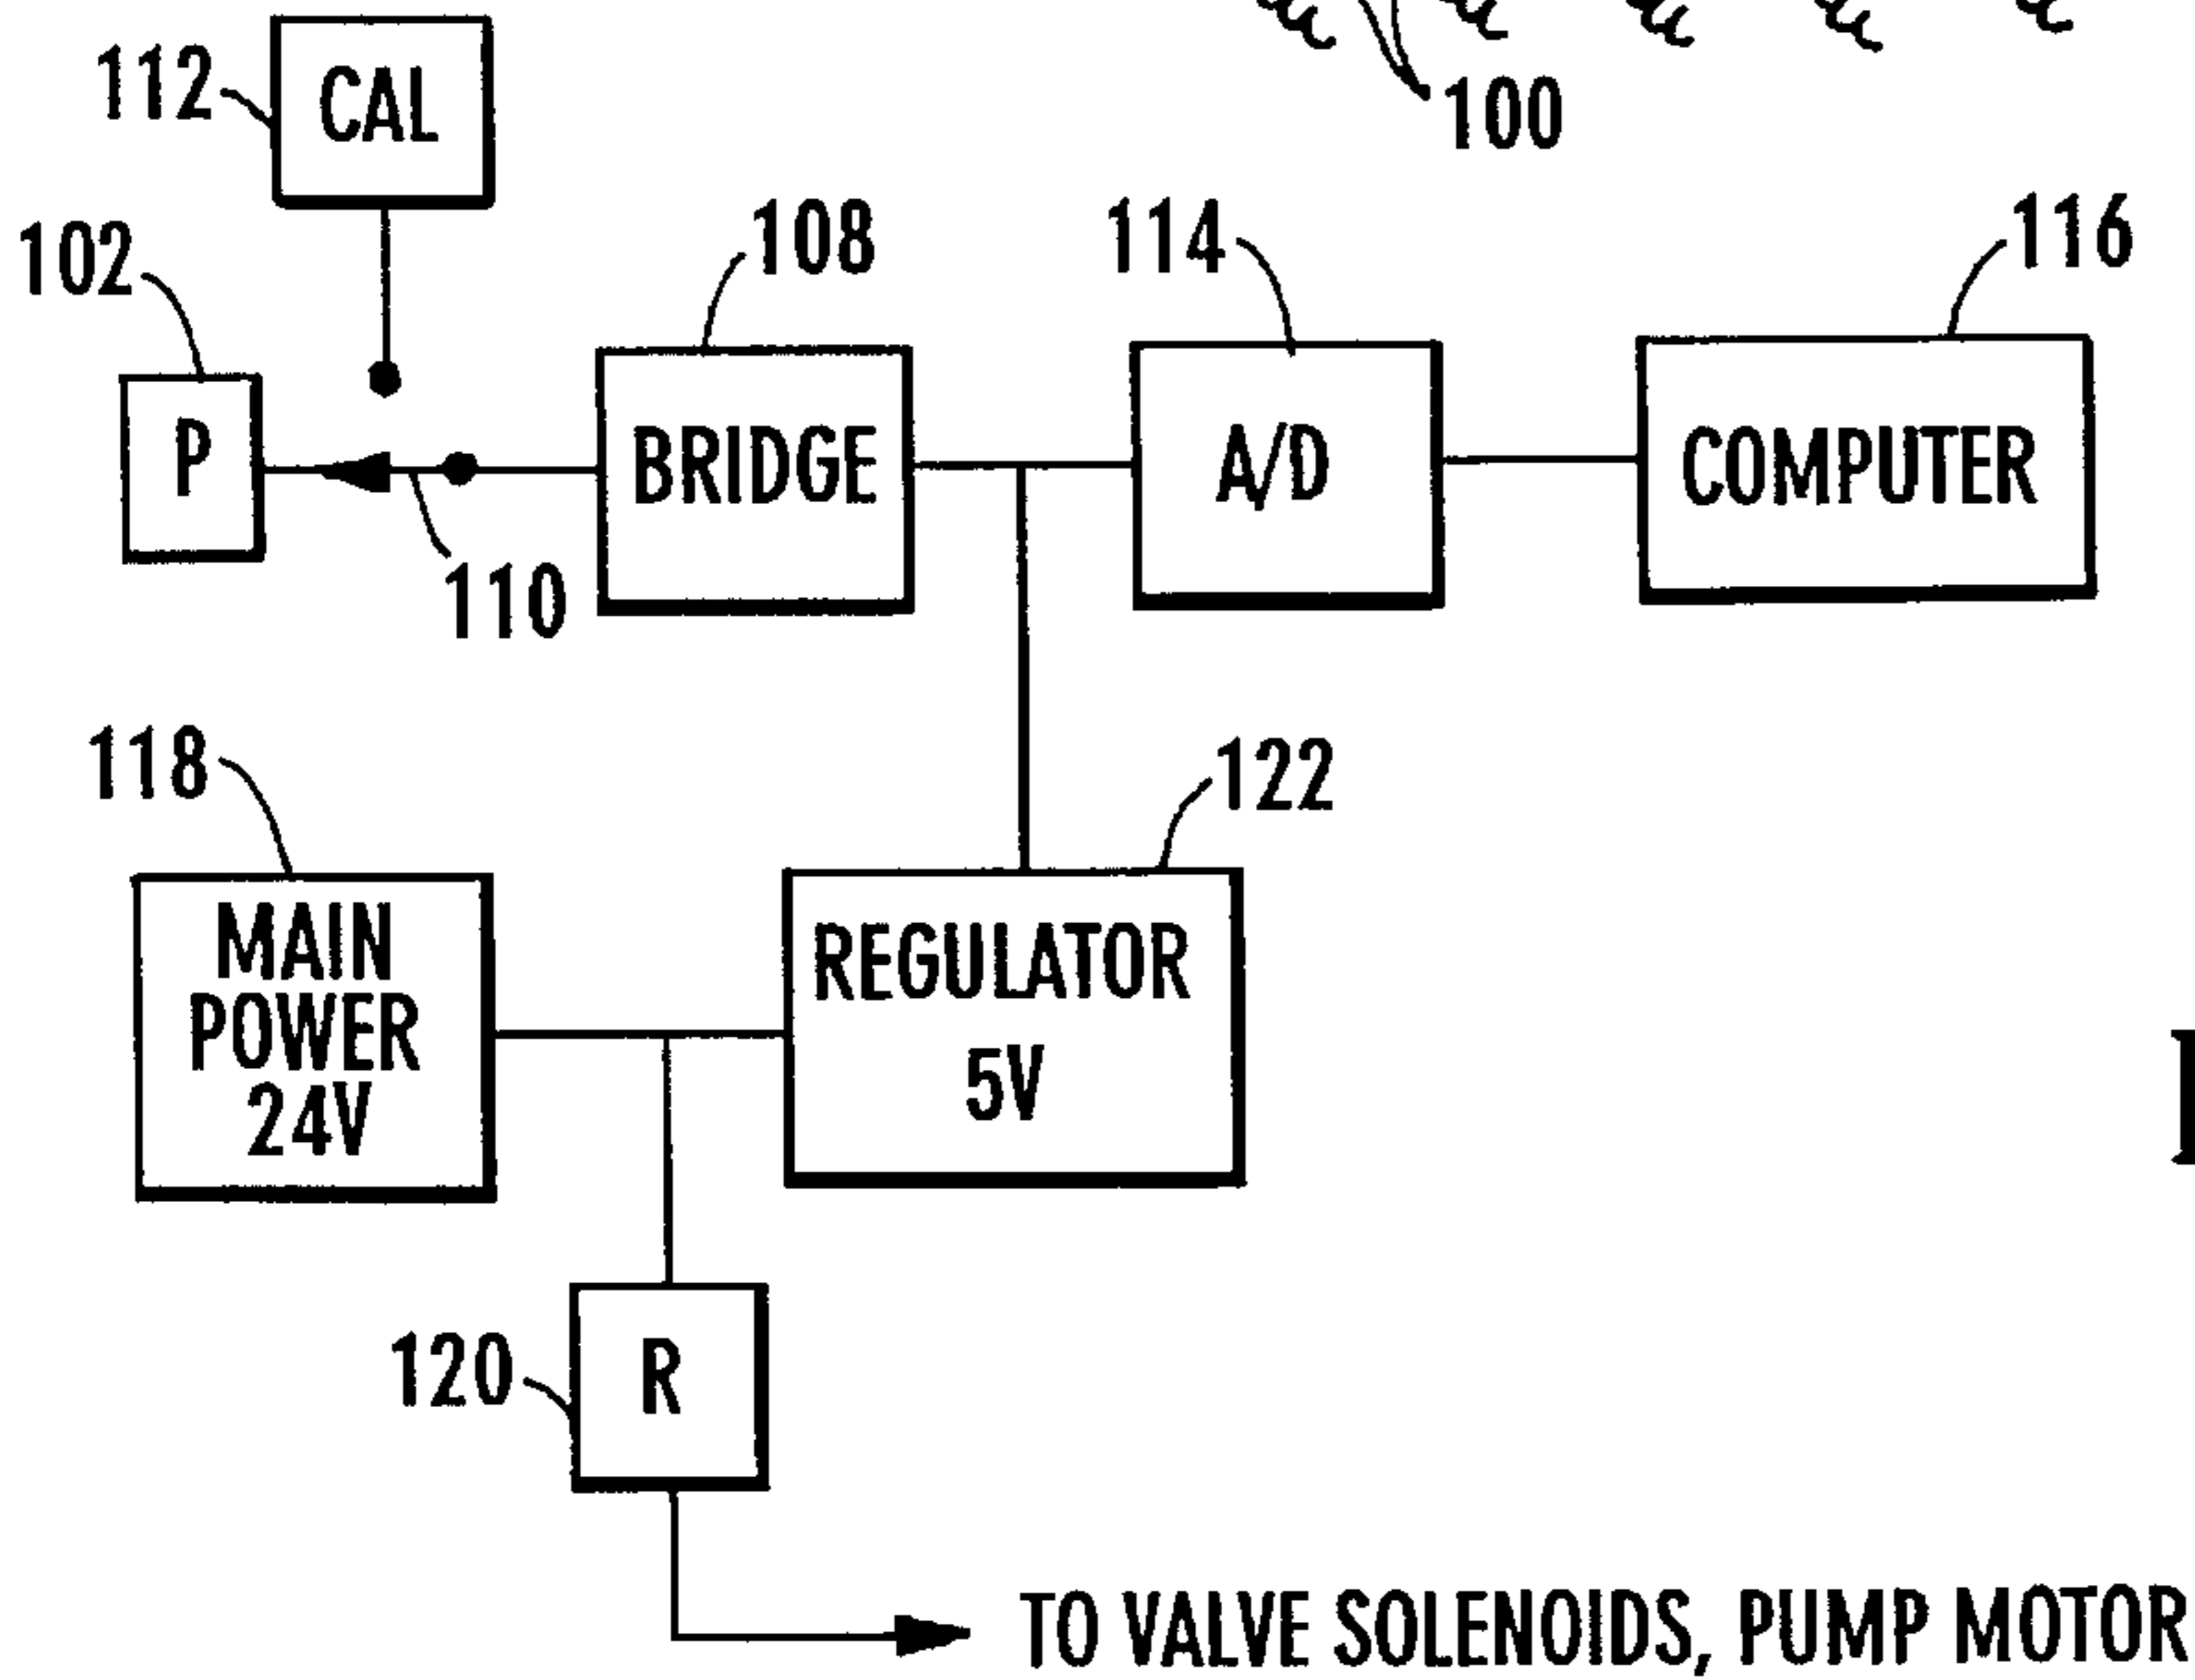 112
CAL
100
102
108
114
116
P
110
BRIDGE
A/D
COMPUTER
118
122
MAIN
POWER
24V
REGULATOR
5V
120
R
TO VALVE SOLENOIDS, PUMP MOTOR